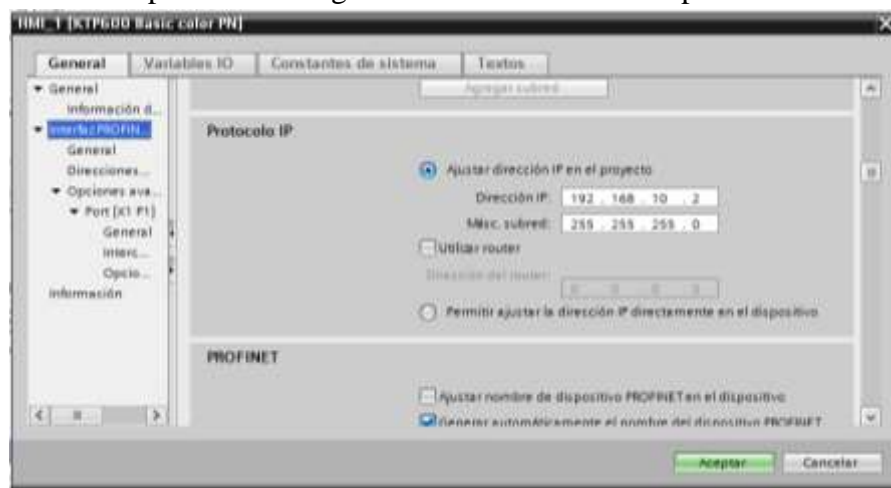 HMI_1 [KTP600 Basic color PN]
General
Variables IO
Constantes de sistema
Textos
General
Información d...
Interfaz PROFIN...
General
Direcciones...
Opciones ava...
Port [X1 P1]
General
Interc...
Opcio...
Información
Agregar subred
Protocolo IP
Ajustar dirección IP en el proyecto
Dirección IP: 192 . 168 . 10 . 2
Másc. subred: 255 . 255 . 255 . 0
Utilizar router
Dirección del router: 0 . 0 . 0 . 0
Permitir ajustar la dirección IP directamente en el dispositivo
PROFINET
Ajustar nombre de dispositivo PROFINET en el dispositivo
Generar automáticamente el nombre del dispositivo PROFINET
Aceptar
Cancelar